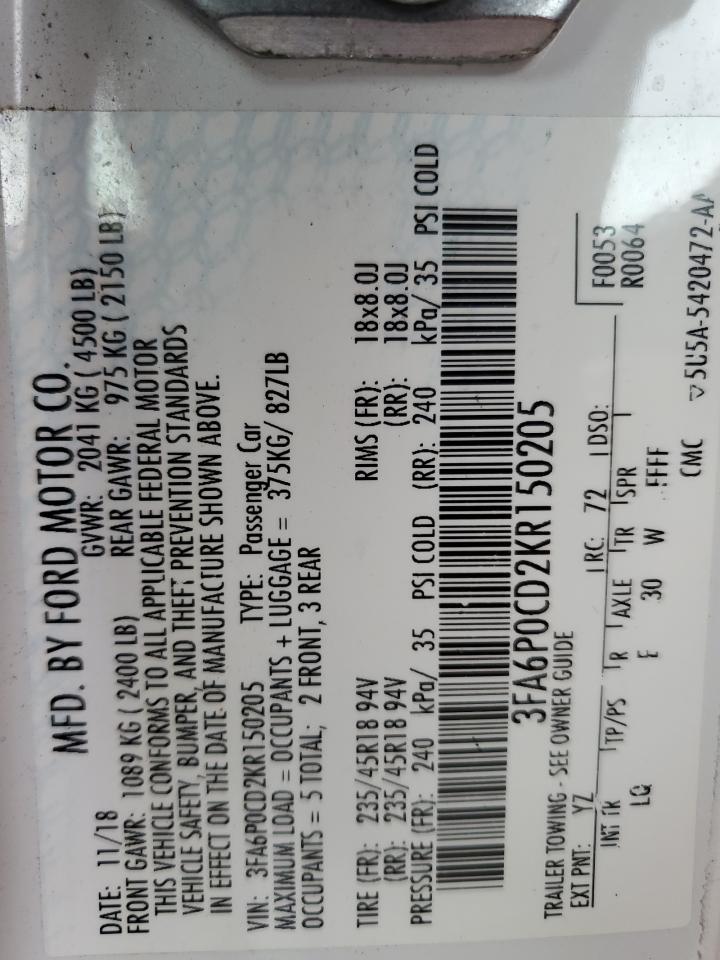 MFD. BY FORD MOTOR CO.
DATE: 11/18 GVWR: 2041 KG ( 4500 LB)
FRONT GAWR: 1089 KG ( 2400 LB) REAR GAWR: 975 KG ( 2150 LB)
THIS VEHICLE CONFORMS TO ALL APPLICABLE FEDERAL MOTOR
VEHICLE SAFETY, BUMPER, AND THEFT PREVENTION STANDARDS
IN EFFECT ON THE DATE OF MANUFACTURE SHOWN ABOVE.
VIN: 3FA6P0CD2KR150205 TYPE: Passenger Car
MAXIMUM LOAD = OCCUPANTS + LUGGAGE = 375KG/ 827LB
OCCUPANTS = 5 TOTAL; 2 FRONT, 3 REAR
TIRE (FR): 235/45R18 94V RIMS (FR): 18x8.0J
(RR): 235/45R18 94V (RR): 18x8.0J
PRESSURE (FR): 240 kPa/ 35 PSI COLD (RR): 240 kPa/ 35 PSI COLD
3FA6P0CD2KR150205
TRAILER TOWING - SEE OWNER GUIDE
F0053
EXT PNT: YZ RC: 72 DSO: R0064
INT TR TP/PS R AXLE TR SPR
LQ E 30 W FFFF
CMC 5U5A-5420472-AA